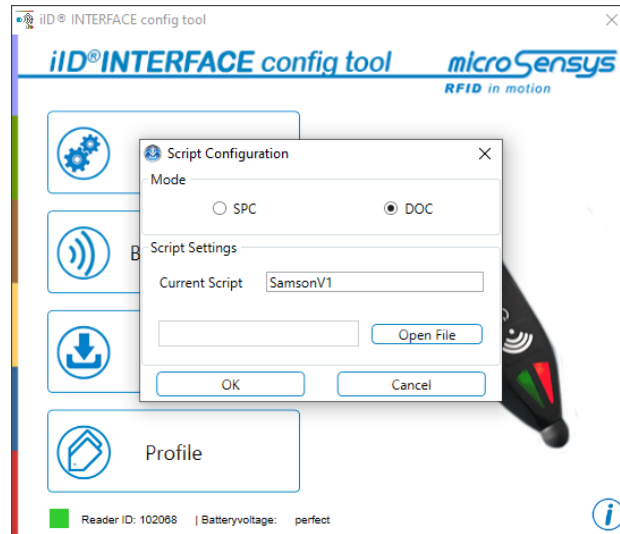 iID® INTERFACE config tool
iID®INTERFACE config tool
microSensys
RFID in motion
Script Configuration
Mode
SPC
DOC
B
Script Settings
Current Script
SamsonV1
Open File
OK
Cancel
Profile
Reader ID: 102068 | Batteryvoltage: perfect
i